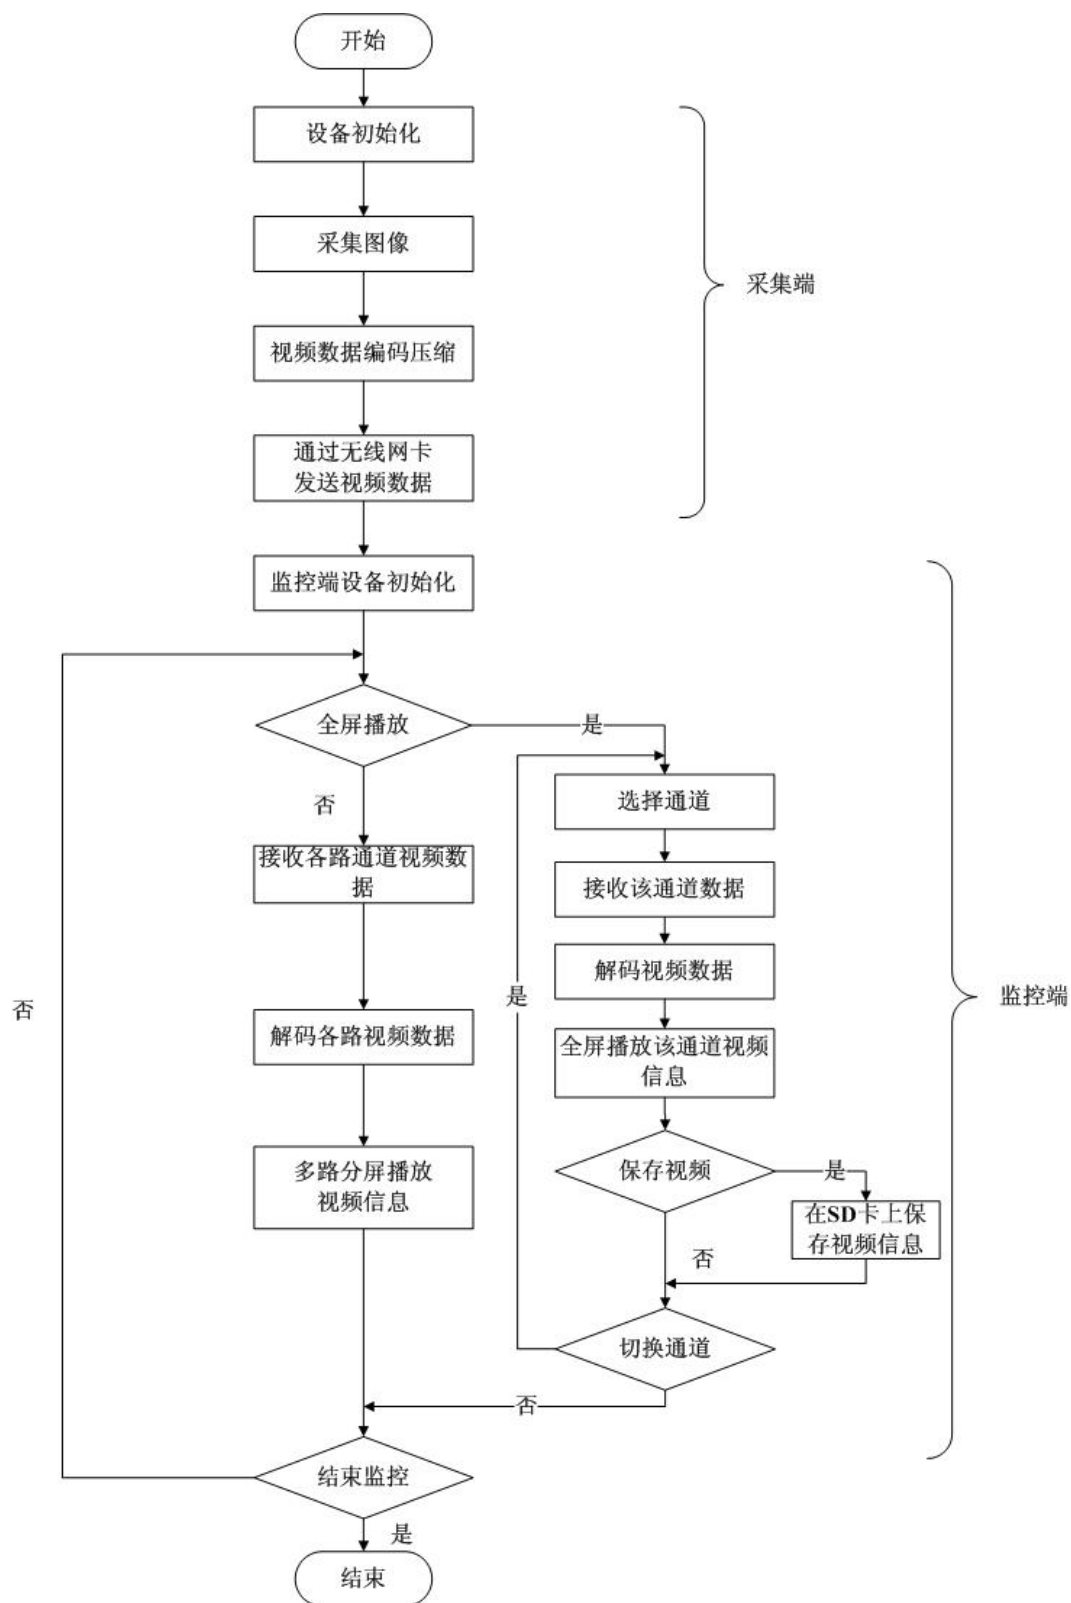 开始
设备初始化
采集图像
视频数据编码压缩
通过无线网卡
发送视频数据
采集端
监控端设备初始化
全屏播放
是
否
选择通道
接收各路通道视频数
据
接收该通道数据
解码视频数据
是
否
监控端
解码各路视频数据
全屏播放该通道视频
信息
多路分屏播放
视频信息
保存视频
是
在SD卡上保
存视频信息
否
切换通道
否
结束监控
是
结束